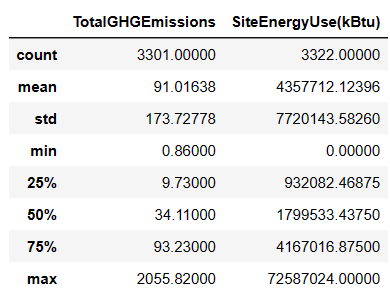 TotalGHGEmissions SiteEnergyUse(kBtu)
count 3301.00000 3322.00000
mean 91.01638 4357712.12396
std 173.72778 7720143.58260
min 0.86000 0.00000
25% 9.73000 932082.46875
50% 34.11000 1799533.43750
75% 93.23000 4167016.87500
max 2055.82000 72587024.00000